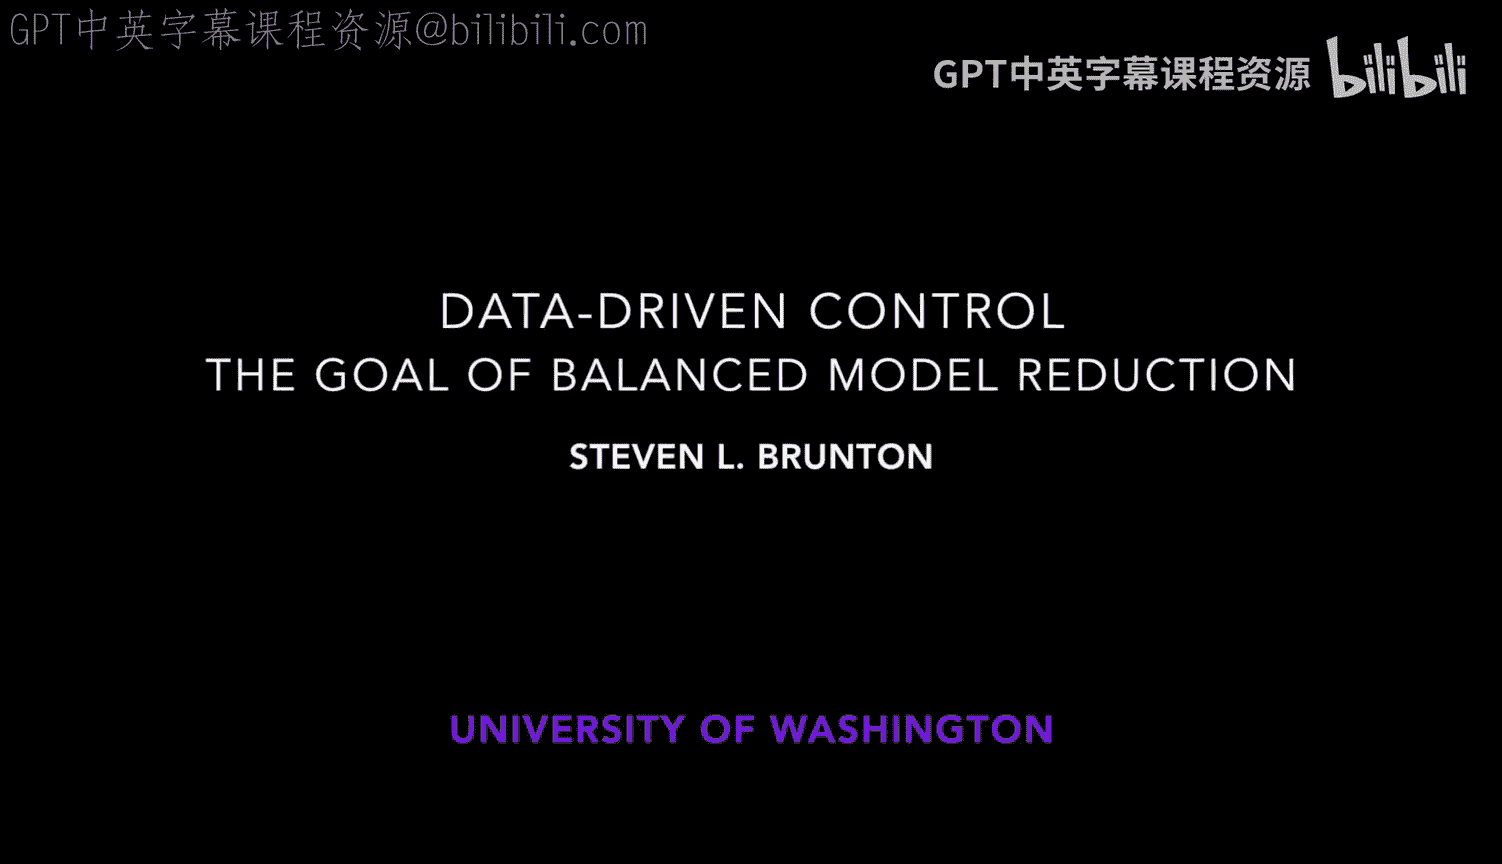 GPT中英字幕课程资源@bilibili.com
GPT中英字幕课程资源 bilibili
DATA-DRIVEN CONTROL
THE GOAL OF BALANCED MODEL REDUCTION
STEVEN L. BRUNTON
UNIVERSITY OF WASHINGTON